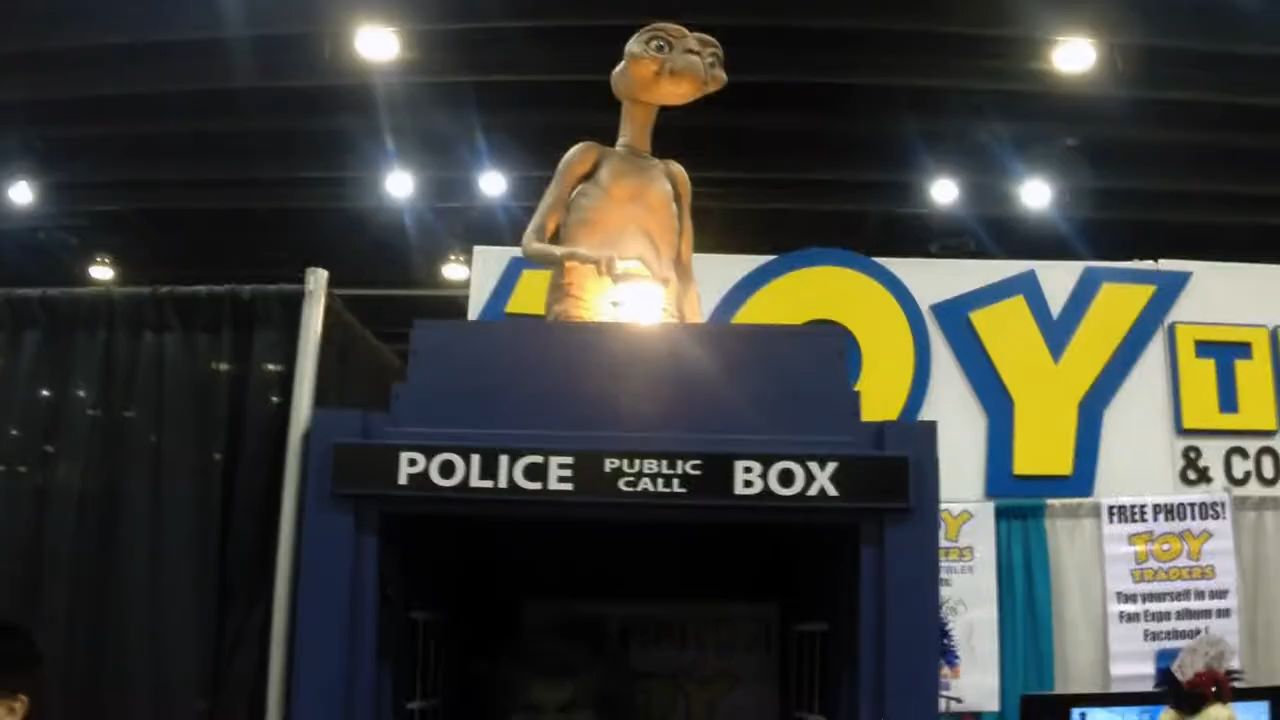 TOY T
& CO
POLICE PUBLIC CALL BOX
Y
ERS
FREE PHOTOS!
TOY
TRADERS
Tag yourself in our
Fan Expo album on
Facebook!